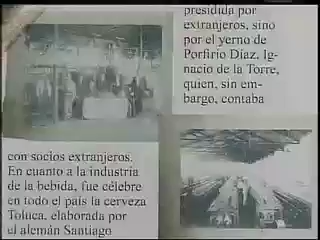 presidida por
extranjeros, sino
por el yerno de
Porfirio Díaz, Ig-
nacio de la Torre,
quien, sin em-
bargo, contaba
con socios extranjeros.
En cuanto a la industria
de la bebida, fue célebre
en todo el país la cerveza
Toluca, elaborada por
el alemán Santiago